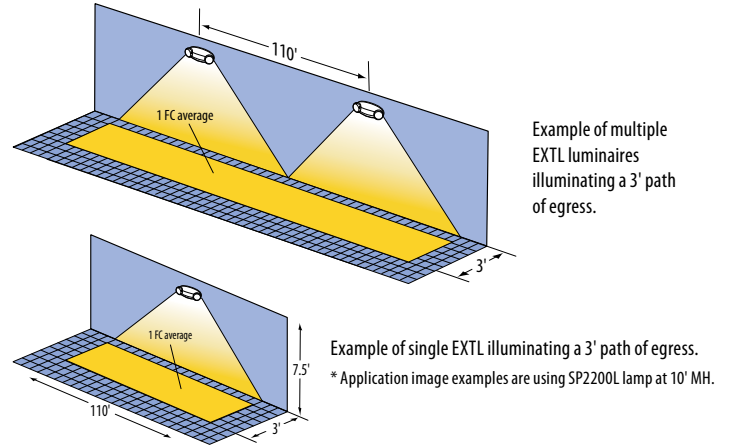 110'
1 FC average
Example of multiple
EXTL luminaires
illuminating a 3' path
of egress.
3'
1 FC average
7.5'
110'
3'
Example of single EXTL illuminating a 3' path of egress.
* Application image examples are using SP2200L lamp at 10' MH.